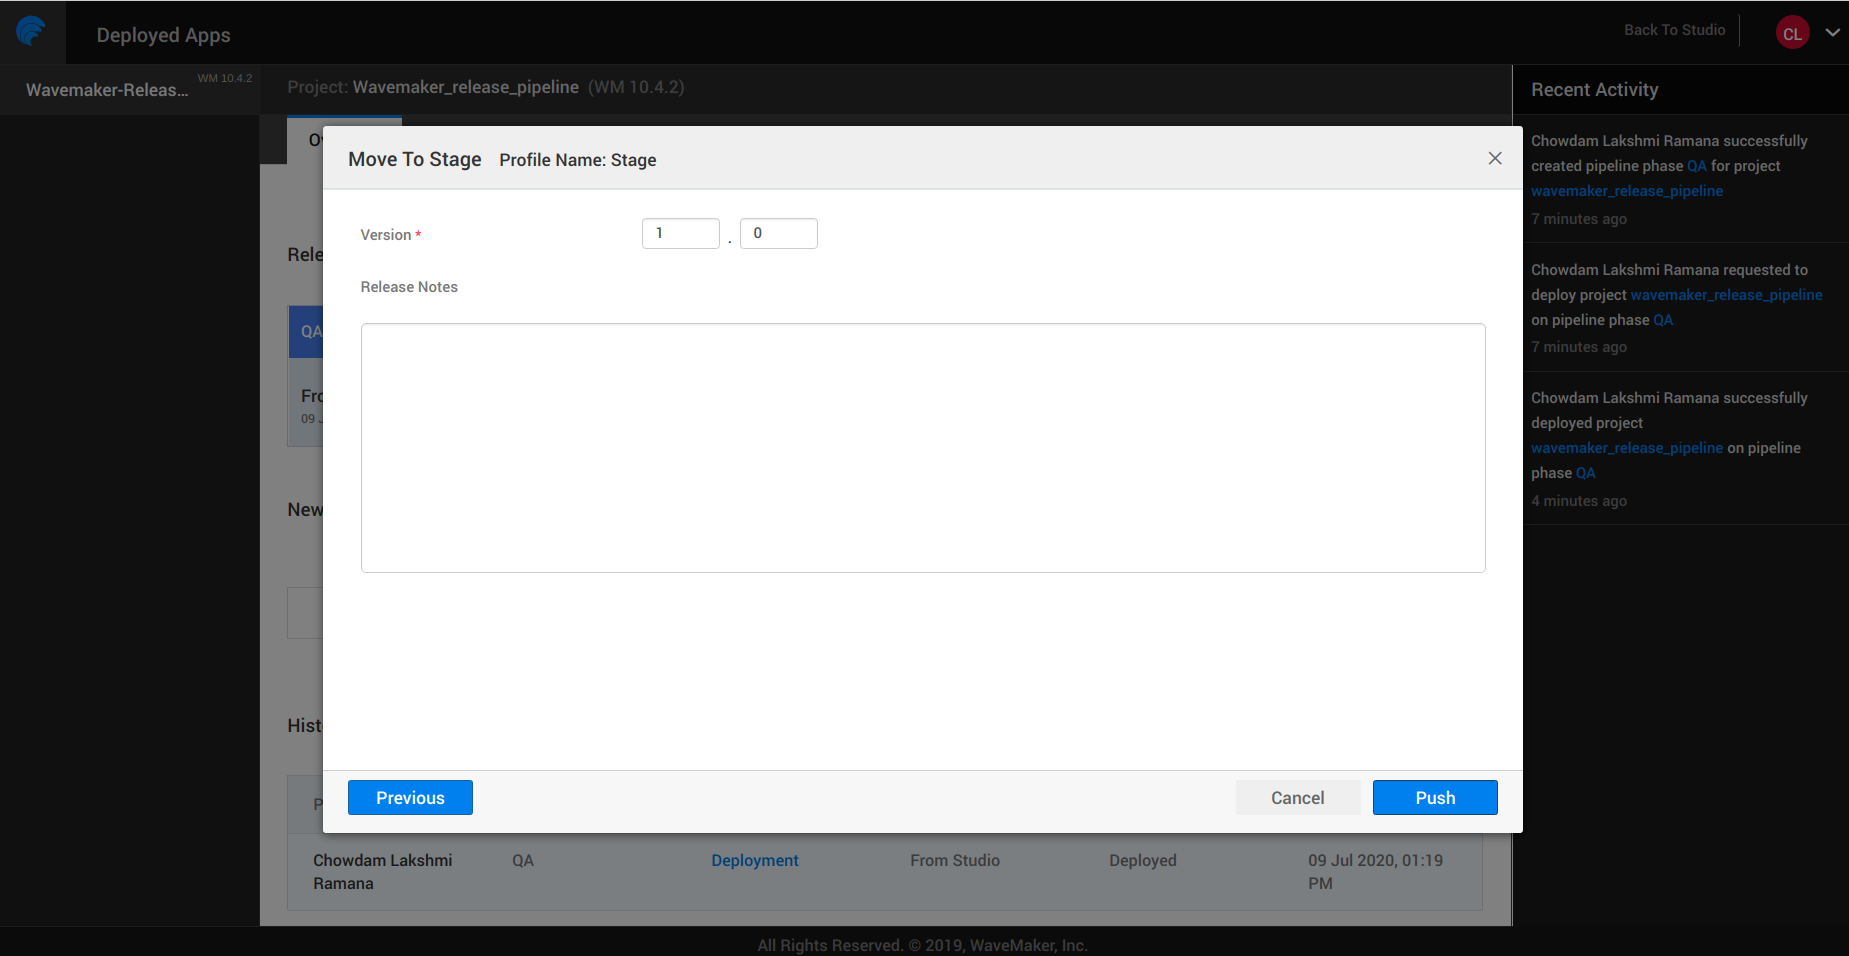 Deployed Apps
Back To Studio
CL
Wavemaker-Releas...
WM 10.4.2
Project: Wavemaker_release_pipeline (WM 10.4.2)
Recent Activity
Move To Stage Profile Name: Stage
Version *
1 . 0
Release Notes
QA
09
New
Previous
Cancel
Push
Chowdam Lakshmi
Ramana
QA
Deployment
From Studio
Deployed
09 Jul 2020, 01:19
PM
Chowdam Lakshmi Ramana successfully
created pipeline phase QA for project
wavemaker_release_pipeline
7 minutes ago
Chowdam Lakshmi Ramana requested to
deploy project wavemaker_release_pipeline
on pipeline phase QA
7 minutes ago
Chowdam Lakshmi Ramana successfully
deployed project
wavemaker_release_pipeline on pipeline
phase QA
4 minutes ago
All Rights Reserved. © 2019, WaveMaker, Inc.